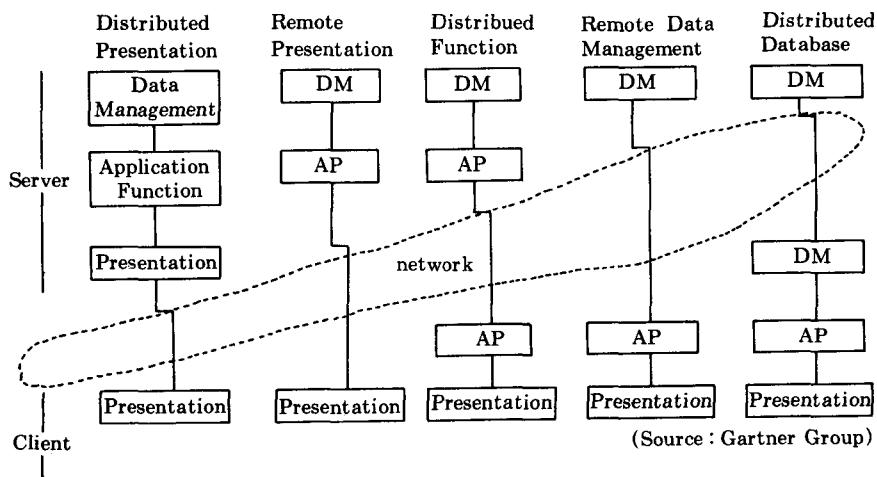 Distributed
Presentation
Remote
Presentation
Distribued
Function
Remote Data
Management
Distributed
Database
Data
Management
DM
DM
DM
DM
Server
Application
Function
AP
AP
Presentation
network
DM
AP
AP
AP
Presentation
Presentation
Presentation
Presentation
Presentation
Client
(Source : Gartner Group)